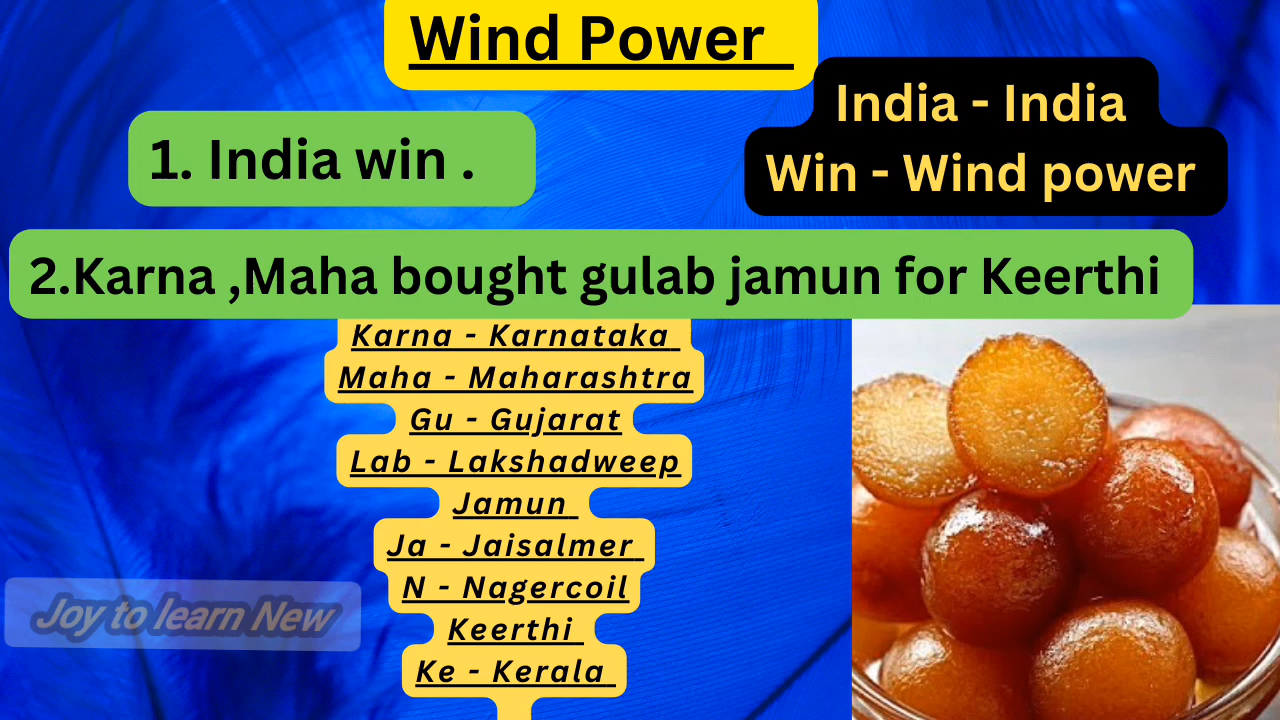 Wind Power
India - India
Win - Wind power
1. India win .
2.Karna ,Maha bought gulab jamun for Keerthi
Karna - Karnataka
Maha - Maharashtra
Gu - Gujarat
Lab - Lakshadweep
Jamun
Ja - Jaisalmer
N - Nagercoil
Keerthi
Ke - Kerala
Joy to learn New